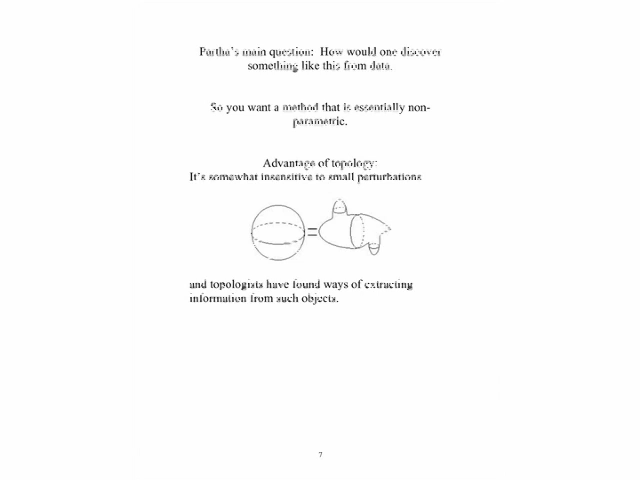 Partha's main question: How would one discover
something like this from data.
So you want a method that is essentially non-
parametric.
Advantage of topology:
It's somewhat insensitive to small perturbations
=
and topologists have found ways of extracting
information from such objects.
7